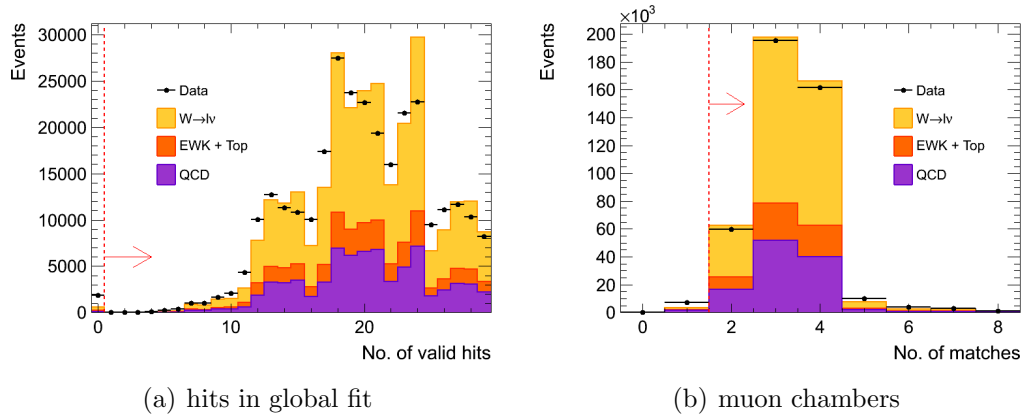 Events
30000
25000
20000
15000
10000
5000
0
Data
W→lν
EWK + Top
QCD
0 10 20
No. of valid hits
(a) hits in global fit
×10³
Events
200
180
160
140
120
100
80
60
40
20
0
Data
W→lν
EWK + Top
QCD
0 2 4 6 8
No. of matches
(b) muon chambers